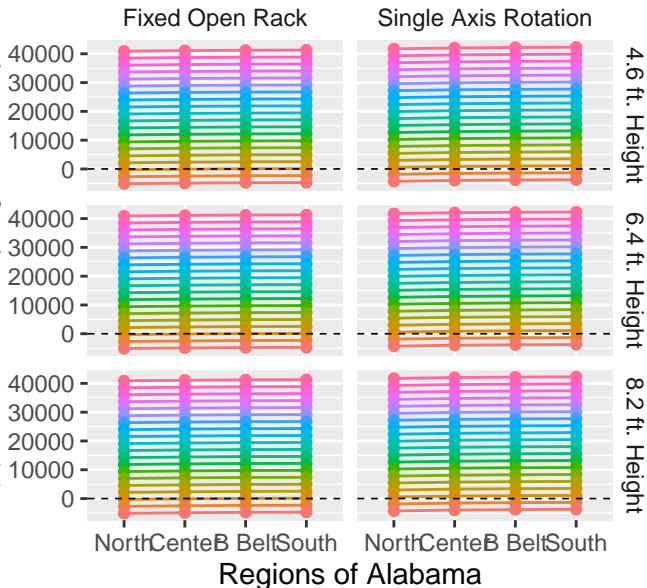 Fixed Open Rack Single Axis Rotation
40000
30000
20000
10000
0
4.6 ft. Height
40000
30000
20000
10000
0
6.4 ft. Height
40000
30000
20000
10000
0
8.2 ft. Height
North Center B Belt South North Center B Belt South
Regions of Alabama